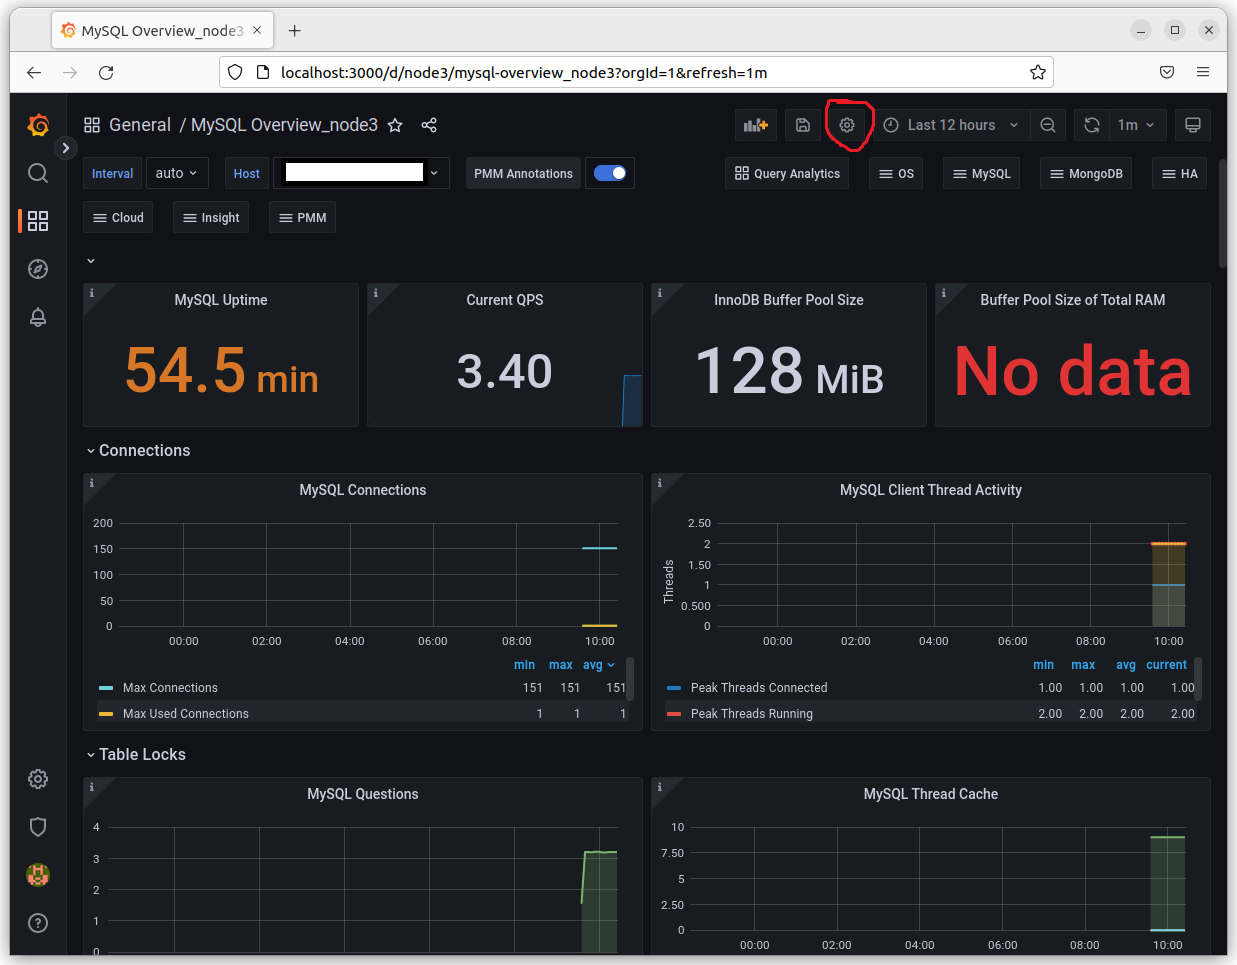 MySQL Overview_node3
localhost:3000/d/node3/mysql-overview_node3?orgId=1&refresh=1m
General / MySQL Overview_node3
Last 12 hours
1m
Interval auto Host PMM Annotations
Query Analytics OS MySQL MongoDB HA
Cloud Insight PMM
MySQL Uptime
54.5 min
Current QPS
3.40
InnoDB Buffer Pool Size
128 MiB
Buffer Pool Size of Total RAM
No data
Connections
MySQL Connections
200
150
100
50
0
00:00 02:00 04:00 06:00 08:00 10:00
min max avg
Max Connections 151 151 151
Max Used Connections 1 1 1
MySQL Client Thread Activity
Threads
2.50
2
1.50
1
0.500
0
00:00 02:00 04:00 06:00 08:00 10:00
min max avg current
Peak Threads Connected 1.00 1.00 1.00 1.00
Peak Threads Running 2.00 2.00 2.00 2.00
Table Locks
MySQL Questions
4
3
2
1
0
MySQL Thread Cache
10
7.50
5
2.50
0
00:00 02:00 04:00 06:00 08:00 10:00